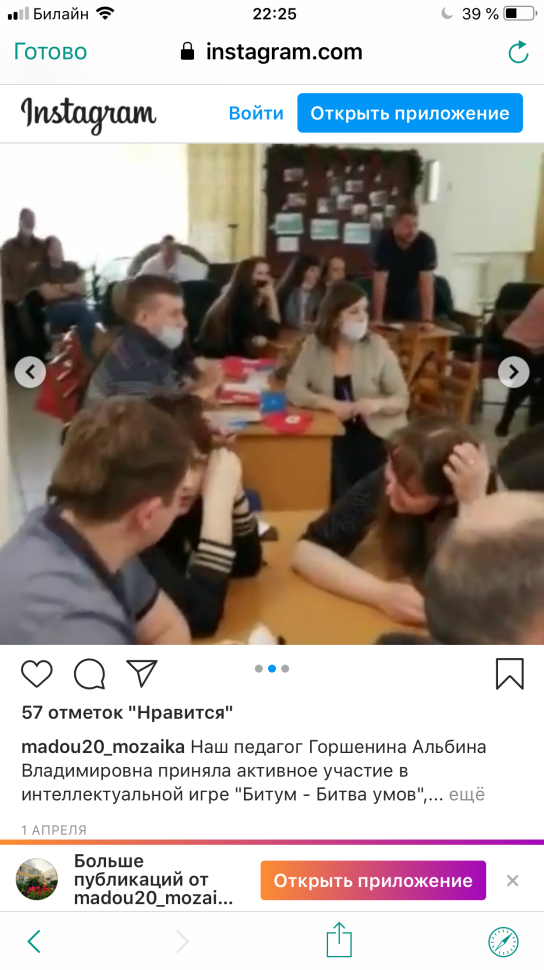 Билайн 22:25 39 %
Готово instagram.com
Instagram Войти Открыть приложение
57 отметок "Нравится"
madou20_mozaika Наш педагог Горшенина Альбина
Владимировна приняла активное участие в
интеллектуальной игре "Битум - Битва умов",... ещё
1 АПРЕЛЯ
Больше
публикаций от
madou20_mozai...
Открыть приложение